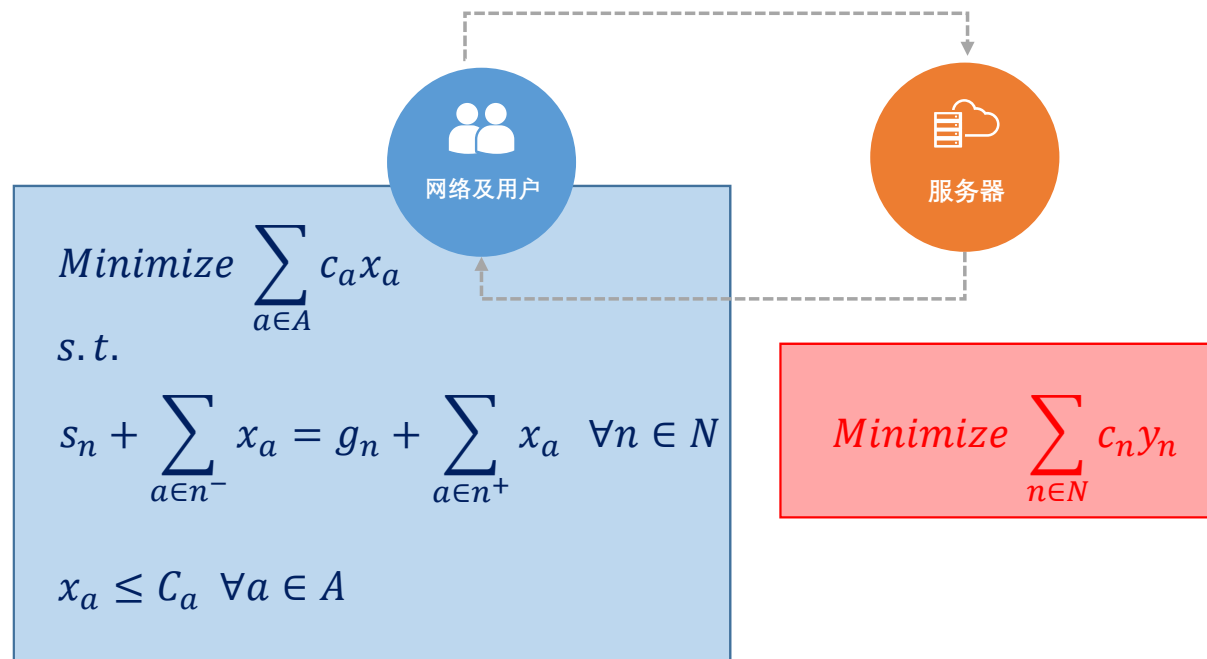 网络及用户
服务器
Minimize ∑_{a∈A} c_a x_a
s.t.
s_n + ∑_{a∈n^-} x_a = g_n + ∑_{a∈n^+} x_a ∀n ∈ N
x_a ≤ C_a ∀a ∈ A
Minimize ∑_{n∈N} c_n y_n